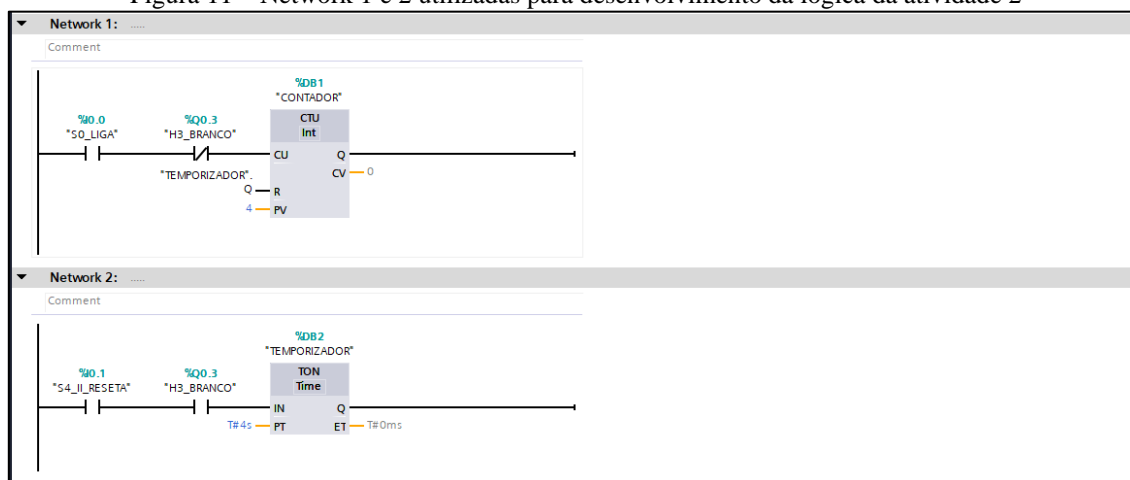 Figura 11 – Network 1 e 2 utilizadas para desenvolvimento da lógica da atividade 2
Network 1: .....
Comment
%DB1
"CONTADOR"
%I0.0
%Q0.3
CTU
"S0_LIGA"
"H3_BRANCO"
Int
CU
Q
"TEMPORIZADOR".
CV
0
Q
R
4
PV
Network 2: .....
Comment
%DB2
"TEMPORIZADOR"
%I0.1
%Q0.3
TON
"S4_II_RESETA"
"H3_BRANCO"
Time
IN
Q
T#4s
PT
ET
T#0ms